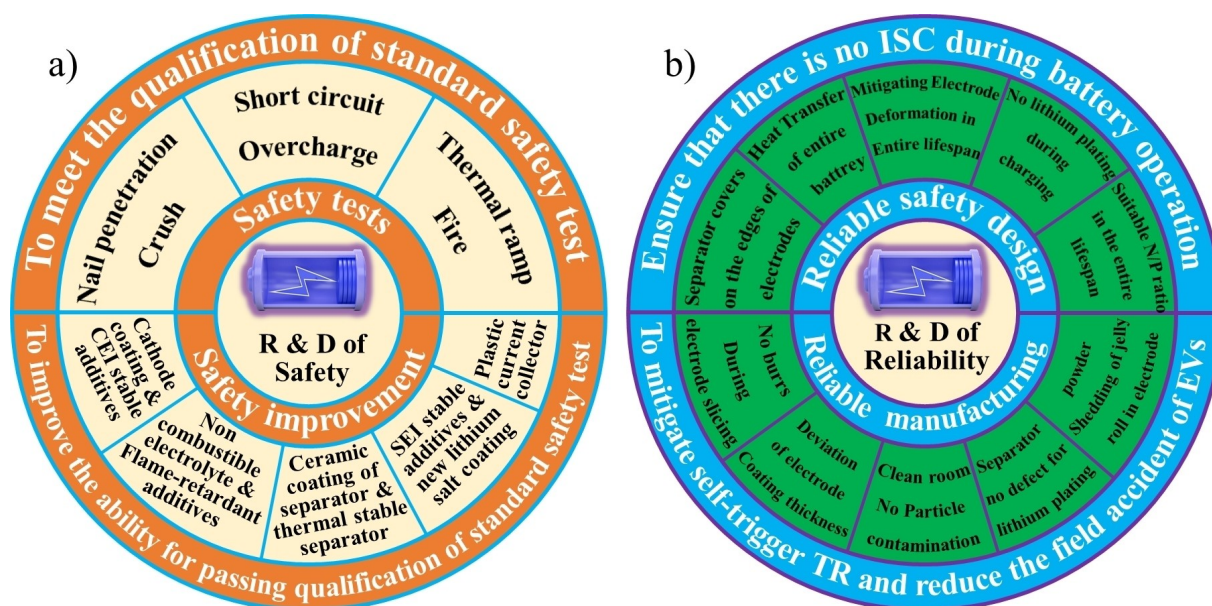 a)
To meet the qualification of standard safety test
Nail penetration
Crush
Short circuit
Overcharge
Thermal ramp
Fire
Safety tests
R & D of
Safety
Safety improvement
Cathode
coating &
CEI stable
additives
Non
combustible
electrolyte &
Flame-retardant
additives
Ceramic
coating of
separator &
thermal stable
separator
SEI stable
additives &
new lithium
salt coating
Plastic
current
collector
To improve the ability for passing qualification of standard safety test
b)
Ensure that there is no ISC during battery operation
Separator covers
on the edges of
electrodes
Heat Transfer
of entire
battrey
Mitigating Electrode
Deformation in
Entire lifespan
No lithium plating
during
charging
Suitable N/P ratio
in the entire
lifespan
Reliable safety design
R & D of
Reliability
Reliable manufacturing
No burrs
During
electrode slicing
Deviation
of electrode
Coating thickness
Clean room
No Particle
contamination
Separator
no defect for
lithium plating
powder
Shedding of jelly
roll in electrode
To mitigate self-trigger TR and reduce the field accident of EVs